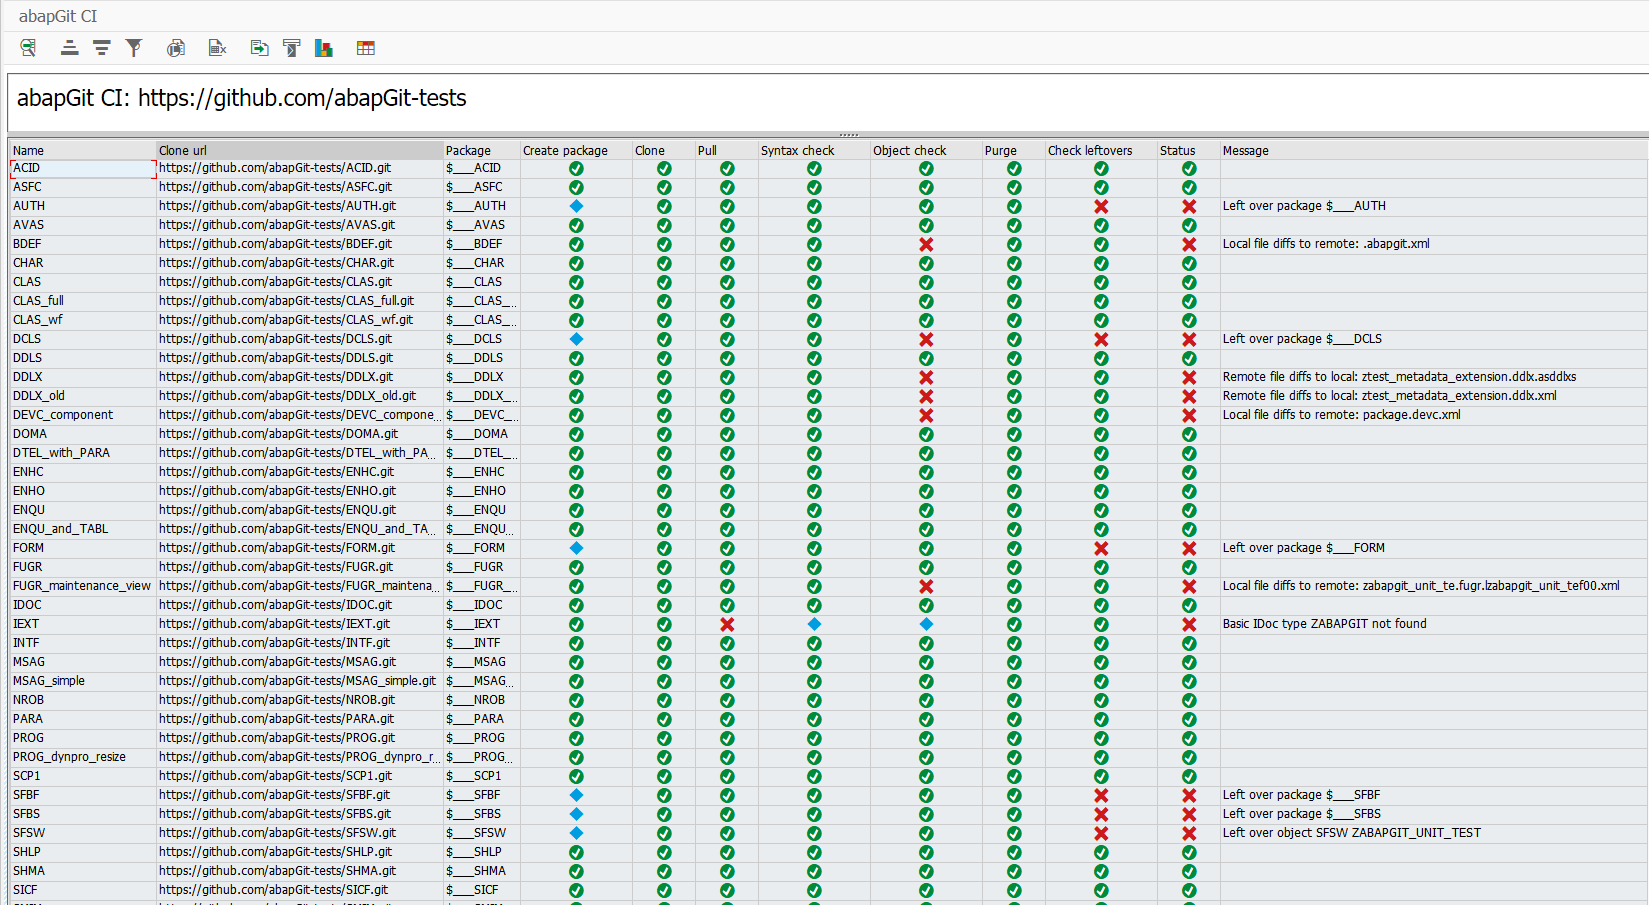 abapGit CI
abapGit CI: https://github.com/abapGit-tests
Name Clone url Package Create package Clone Pull Syntax check Object check Purge Check leftovers Status Message
ACID https://github.com/abapGit-tests/ACID.git $___ACID
ASFC https://github.com/abapGit-tests/ASFC.git $___ASFC
AUTH https://github.com/abapGit-tests/AUTH.git $___AUTH Left over package $___AUTH
AVAS https://github.com/abapGit-tests/AVAS.git $___AVAS
BDEF https://github.com/abapGit-tests/BDEF.git $___BDEF Local file diffs to remote: .abapgit.xml
CHAR https://github.com/abapGit-tests/CHAR.git $___CHAR
CLAS https://github.com/abapGit-tests/CLAS.git $___CLAS
CLAS_full https://github.com/abapGit-tests/CLAS_full.git $___CLAS_...
CLAS_wf https://github.com/abapGit-tests/CLAS_wf.git $___CLAS_...
DCLS https://github.com/abapGit-tests/DCLS.git $___DCLS Left over package $___DCLS
DDLS https://github.com/abapGit-tests/DDLS.git $___DDLS
DDLX https://github.com/abapGit-tests/DDLX.git $___DDLX Remote file diffs to local: ztest_metadata_extension.ddlx.asddlxs
DDLX_old https://github.com/abapGit-tests/DDLX_old.git $___DDLX_... Remote file diffs to local: ztest_metadata_extension.ddlx.xml
DEVC_component https://github.com/abapGit-tests/DEVC_compone... $___DEVC_... Local file diffs to remote: package.devc.xml
DOMA https://github.com/abapGit-tests/DOMA.git $___DOMA
DTEL_with_PARA https://github.com/abapGit-tests/DTEL_with_PA... $___DTEL_...
ENHC https://github.com/abapGit-tests/ENHC.git $___ENHC
ENHO https://github.com/abapGit-tests/ENHO.git $___ENHO
ENQU https://github.com/abapGit-tests/ENQU.git $___ENQU
ENQU_and_TABL https://github.com/abapGit-tests/ENQU_and_TA... $___ENQU...
FORM https://github.com/abapGit-tests/FORM.git $___FORM Left over package $___FORM
FUGR https://github.com/abapGit-tests/FUGR.git $___FUGR
FUGR_maintenance_view https://github.com/abapGit-tests/FUGR_maintena... $___FUGR_... Local file diffs to remote: zabapgit_unit_te.fugr.lzabapgit_unit_tef00.xml
IDOC https://github.com/abapGit-tests/IDOC.git $___IDOC
IEXT https://github.com/abapGit-tests/IEXT.git $___IEXT Basic IDoc type ZABAPGIT not found
INTF https://github.com/abapGit-tests/INTF.git $___INTF
MSAG https://github.com/abapGit-tests/MSAG.git $___MSAG
MSAG_simple https://github.com/abapGit-tests/MSAG_simple.git $___MSAG...
NROB https://github.com/abapGit-tests/NROB.git $___NROB
PARA https://github.com/abapGit-tests/PARA.git $___PARA
PROG https://github.com/abapGit-tests/PROG.git $___PROG
PROG_dynpro_resize https://github.com/abapGit-tests/PROG_dynpro_r... $___PROG...
SCP1 https://github.com/abapGit-tests/SCP1.git $___SCP1
SFBF https://github.com/abapGit-tests/SFBF.git $___SFBF Left over package $___SFBF
SFBS https://github.com/abapGit-tests/SFBS.git $___SFBS Left over package $___SFBS
SFSW https://github.com/abapGit-tests/SFSW.git $___SFSW Left over object SFSW ZABAPGIT_UNIT_TEST
SHLP https://github.com/abapGit-tests/SHLP.git $___SHLP
SHMA https://github.com/abapGit-tests/SHMA.git $___SHMA
SICF https://github.com/abapGit-tests/SICF.git $___SICF